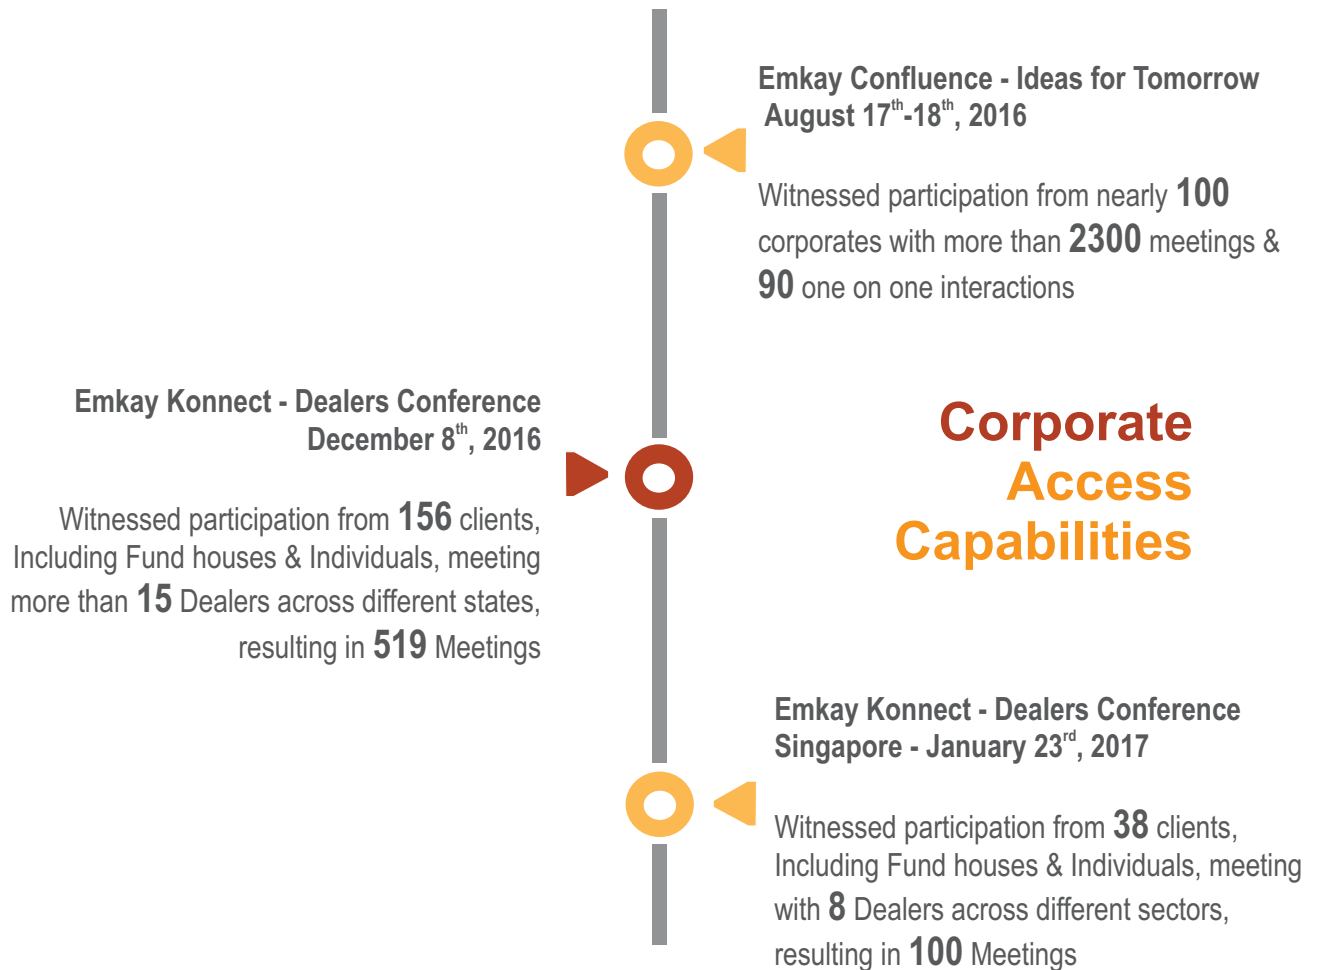 Emkay Confluence - Ideas for Tomorrow
August 17th-18th, 2016
Witnessed participation from nearly 100
corporates with more than 2300 meetings &
90 one on one interactions
Emkay Konnect - Dealers Conference
December 8th, 2016
Witnessed participation from 156 clients,
Including Fund houses & Individuals, meeting
more than 15 Dealers across different states,
resulting in 519 Meetings
Corporate
Access
Capabilities
Emkay Konnect - Dealers Conference
Singapore - January 23rd, 2017
Witnessed participation from 38 clients,
Including Fund houses & Individuals, meeting
with 8 Dealers across different sectors,
resulting in 100 Meetings